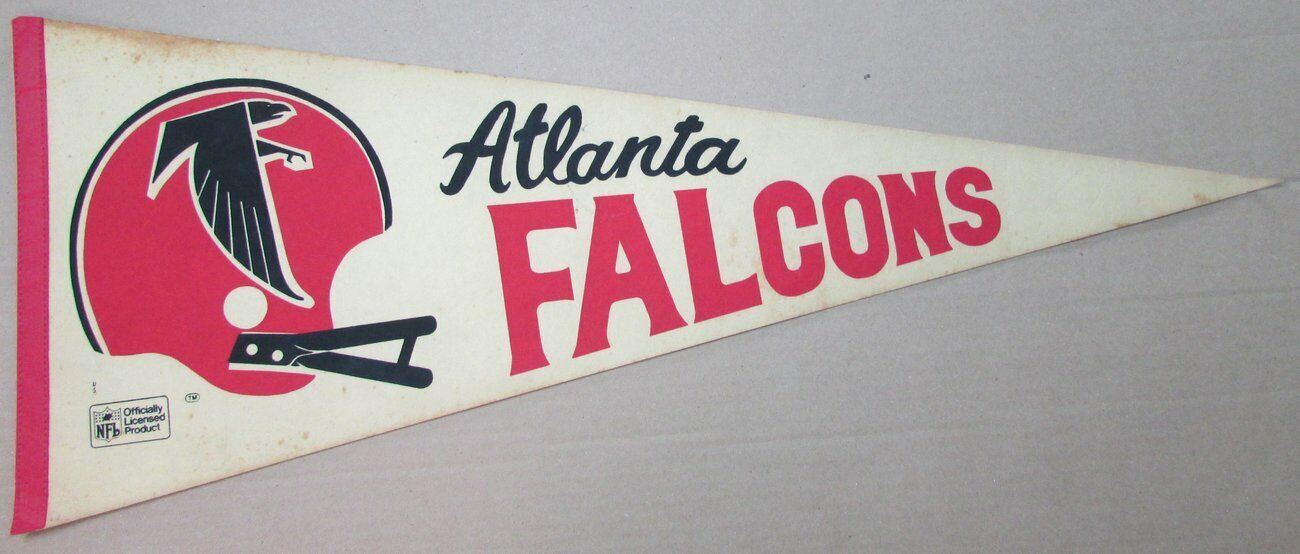 Atlanta
FALCONS
U
S
TM
NFL
Officially
Licensed
Product